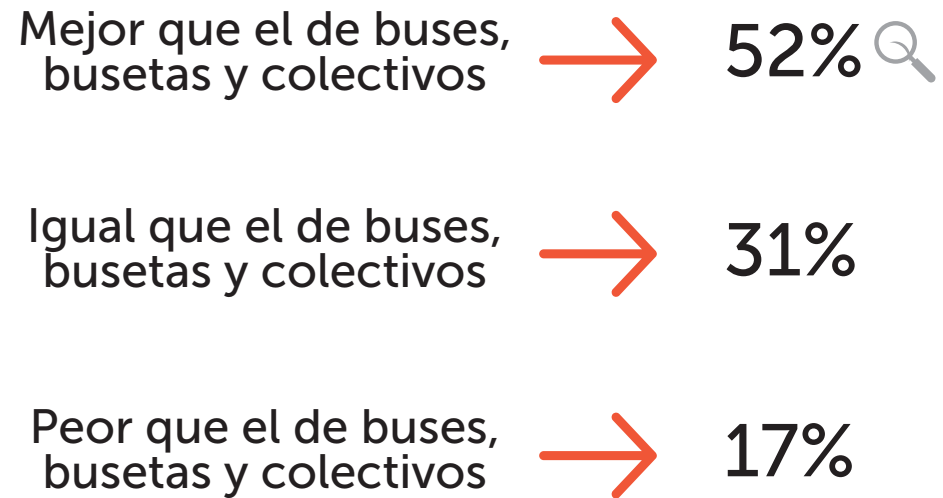 Mejor que el de buses,
busetas y colectivos
52%
Igual que el de buses,
busetas y colectivos
31%
Peor que el de buses,
busetas y colectivos
17%